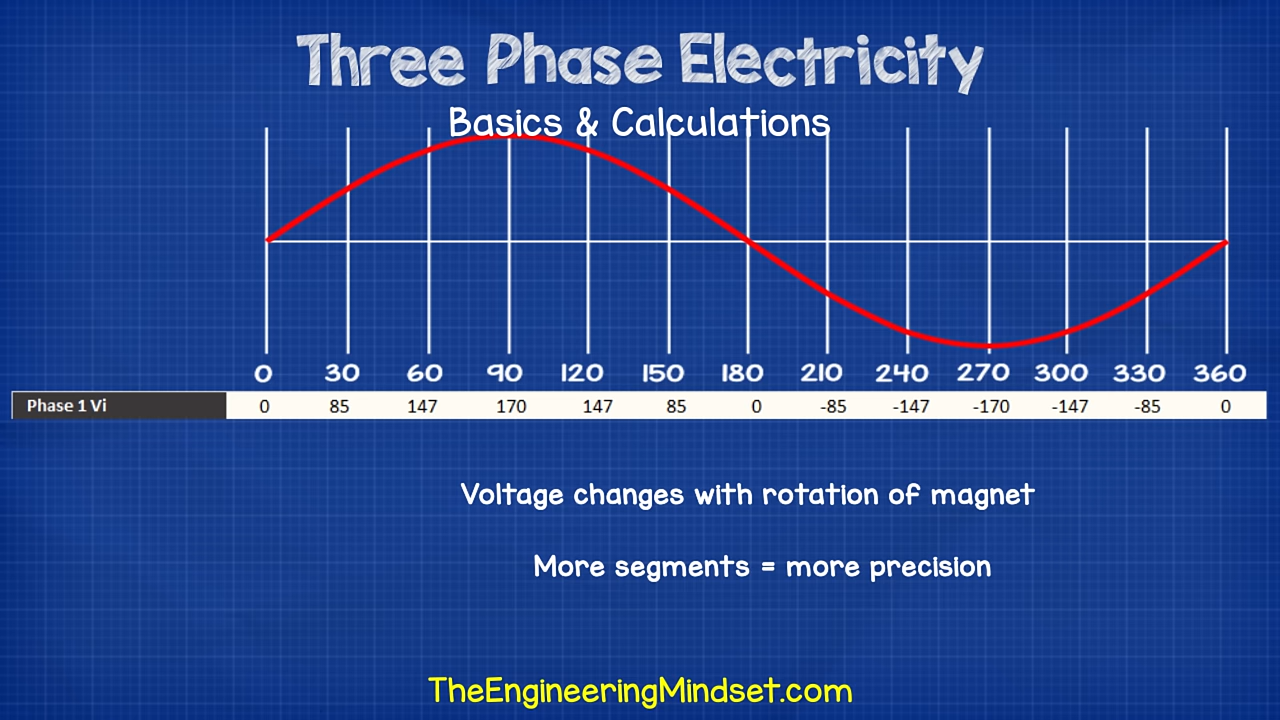 Three Phase Electricity
Basics & Calculations
0 30 60 90 120 150 180 210 240 270 300 330 360
Phase 1 Vi 0 85 147 170 147 85 0 -85 -147 -170 -147 -85 0
Voltage changes with rotation of magnet
More segments = more precision
TheEngineeringMindset.com